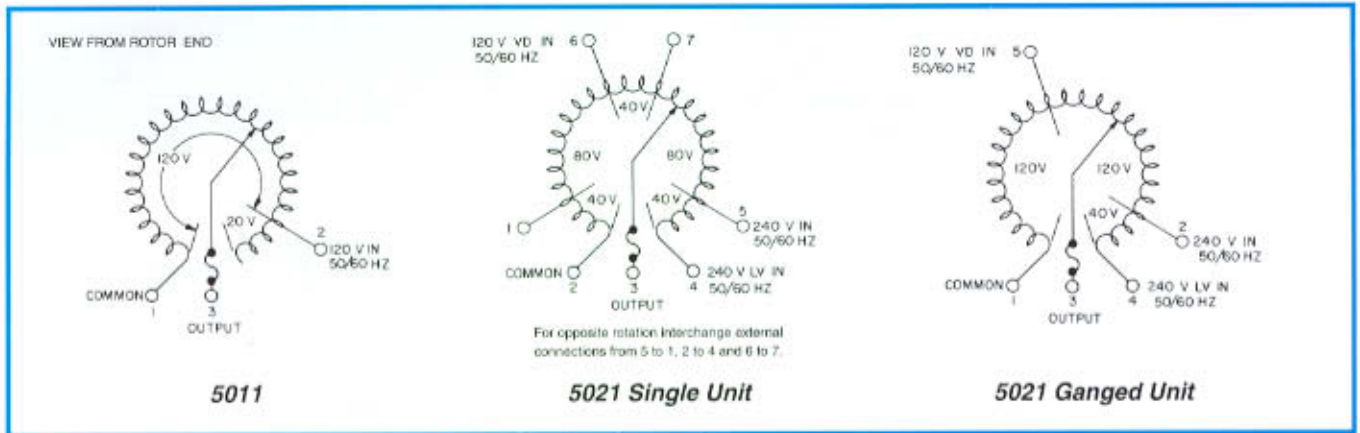 VIEW FROM ROTOR END
120 V
20 V
2
120 V IN
50/60 HZ
COMMON
1
3
OUTPUT
5011
120 V VD IN
50/60 HZ
6
7
40V
80V
80V
40V
40V
1
5
240 V IN
50/60 HZ
COMMON
2
3
4
240 V LV IN
50/60 HZ
OUTPUT
For opposite rotation interchange external
connections from 5 to 1, 2 to 4 and 6 to 7.
5021 Single Unit
120 V VD IN
50/60 HZ
5
120V
120V
40V
2
240 V IN
50/60 HZ
COMMON
1
3
4
240 V LV IN
50/60 HZ
OUTPUT
5021 Ganged Unit